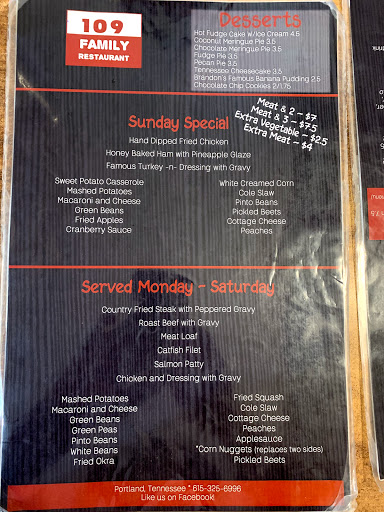 109
FAMILY
RESTAURANT
Desserts
Hot Fudge Cake W/Ice Cream 4.5
Coconut Meringue Pie 3.5
Chocolate Meringue Pie 3.5
Fudge Pie 3.5
Pecan Pie 3.5
Tennessee Cheesecake 3.5
Brandon's Famous Banana Pudding 2.5
Chocolate Chip Cookies 2/1.75
Meat & 2 - $7
Meat & 3 - $7.5
Extra Vegetable - $2.5
Extra Meat - $4
Sunday Special
Hand Dipped Fried Chicken
Honey Baked Ham with Pineapple Glaze
Famous Turkey -n- Dressing with Gravy
Sweet Potato Casserole
Mashed Potatoes
Macaroni and Cheese
Green Beans
Fried Apples
Cranberry Sauce
White Creamed Corn
Cole Slaw
Pinto Beans
Pickled Beets
Cottage Cheese
Peaches
Served Monday - Saturday
Country Fried Steak with Peppered Gravy
Roast Beef with Gravy
Meat Loaf
Catfish Filet
Salmon Patty
Chicken and Dressing with Gravy
Mashed Potatoes
Macaroni and Cheese
Green Beans
Green Peas
Pinto Beans
White Beans
Fried Okra
Fried Squash
Cole Slaw
Cottage Cheese
Peaches
Applesauce
*Corn Nuggets (replaces two sides)
Pickled Beets
Portland, Tennessee * 615-325-6996
Like us on Facebook!